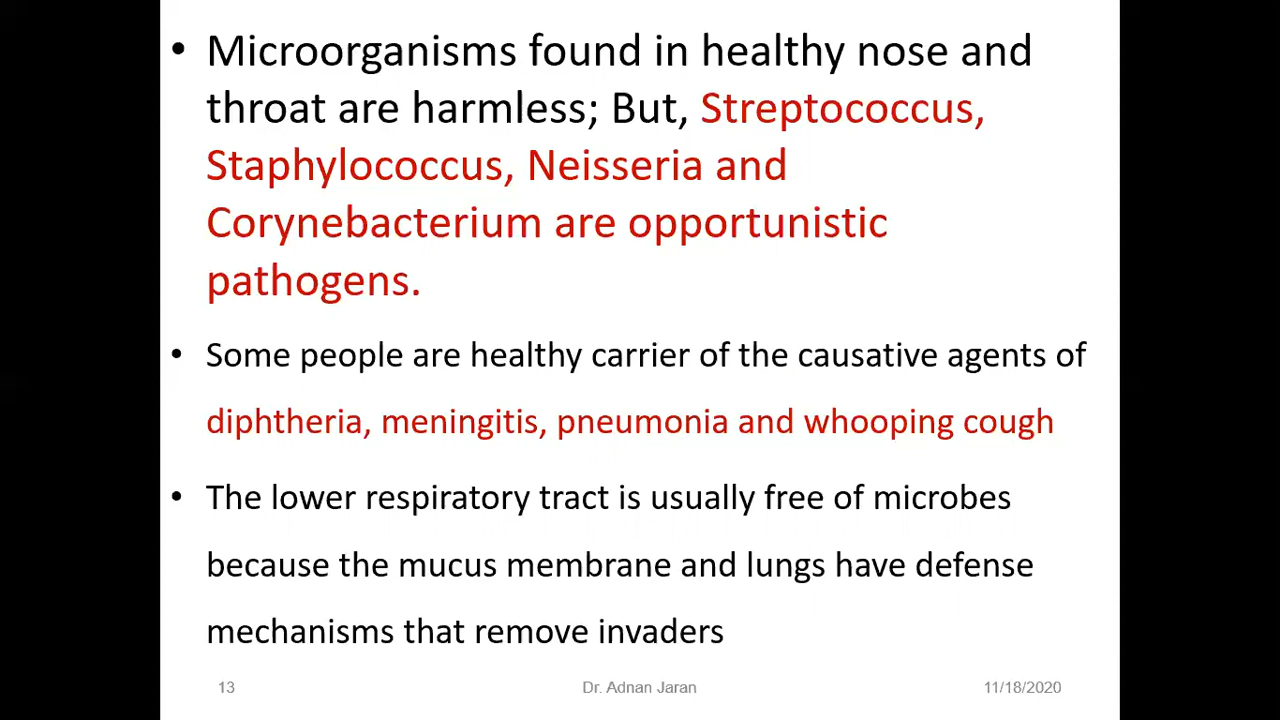 • Microorganisms found in healthy nose and
throat are harmless; But, Streptococcus,
Staphylococcus, Neisseria and
Corynebacterium are opportunistic
pathogens.
• Some people are healthy carrier of the causative agents of
diphtheria, meningitis, pneumonia and whooping cough
• The lower respiratory tract is usually free of microbes
because the mucus membrane and lungs have defense
mechanisms that remove invaders
13 Dr. Adnan Jaran 11/18/2020